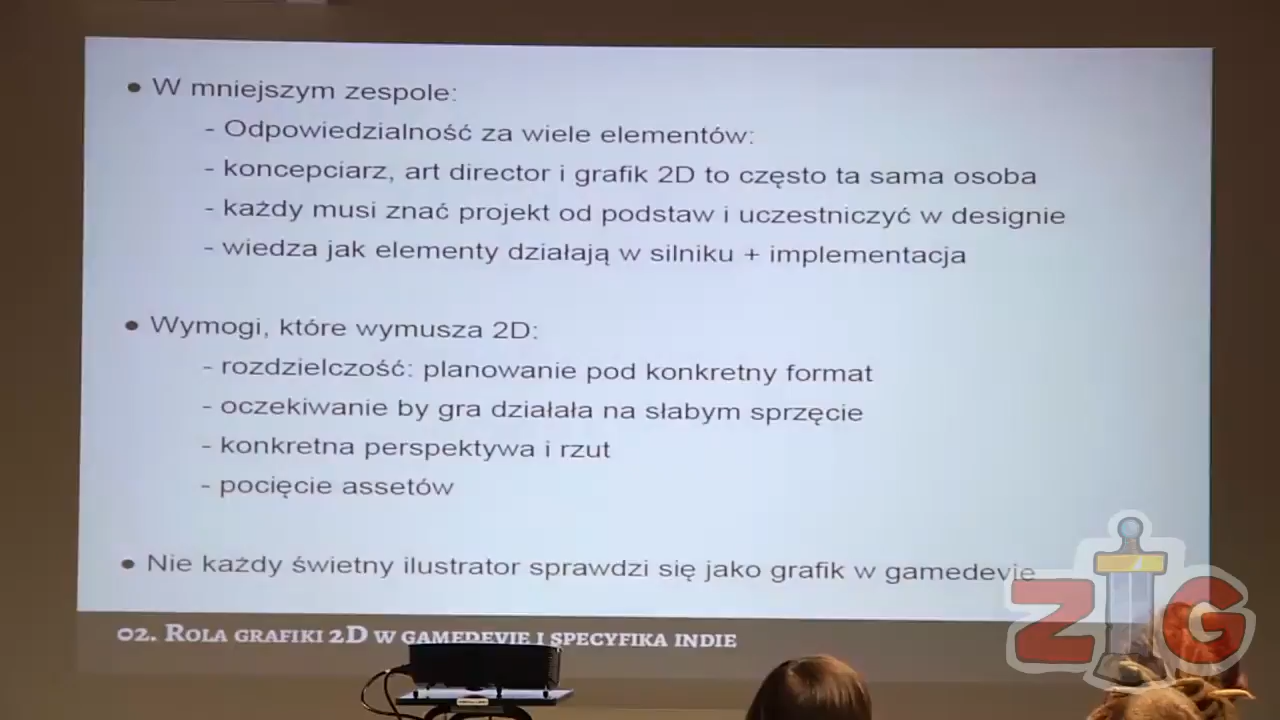 ● W mniejszym zespole:
- Odpowiedzialność za wiele elementów:
- koncepciarz, art director i grafik 2D to często ta sama osoba
- każdy musi znać projekt od podstaw i uczestniczyć w designie
- wiedza jak elementy działają w silniku + implementacja
● Wymogi, które wymusza 2D:
- rozdzielczość: planowanie pod konkretny format
- oczekiwanie by gra działała na słabym sprzęcie
- konkretna perspektywa i rzut
- pocięcie assetów
● Nie każdy świetny ilustrator sprawdzi się jako grafik w gamedevie
02. Rola grafiki 2D w gamedevie i specyfika indie
ZIG